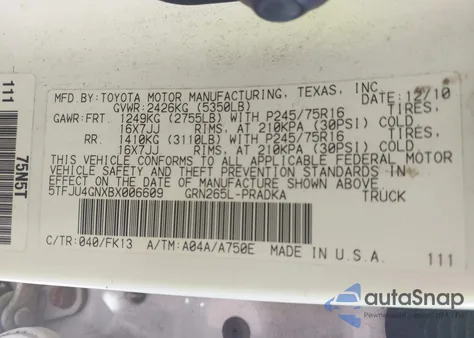 MFD. BY: TOYOTA MOTOR MANUFACTURING, TEXAS, INC. DATE: 12/10
GVWR: 2426KG (5350LB)
GAWR: FRT. 1249KG (2755LB) WITH P245/75R16 TIRES,
16X7JJ RIMS, AT 210KPA (30PSI) COLD
RR. 1410KG (3110LB) WITH P245/75R16 TIRES,
16X7JJ RIMS, AT 210KPA (30PSI) COLD
THIS VEHICLE CONFORMS TO ALL APPLICABLE FEDERAL MOTOR
VEHICLE SAFETY AND THEFT PREVENTION STANDARDS IN
EFFECT ON THE DATE OF MANUFACTURE SHOWN ABOVE.
5TFJU4GNXBX006609 GRN265L-PRADKA TRUCK
C/TR: 040/FK13 A/TM: A04A/A750E MADE IN U.S.A. 111
111
75N5T
autoSnap